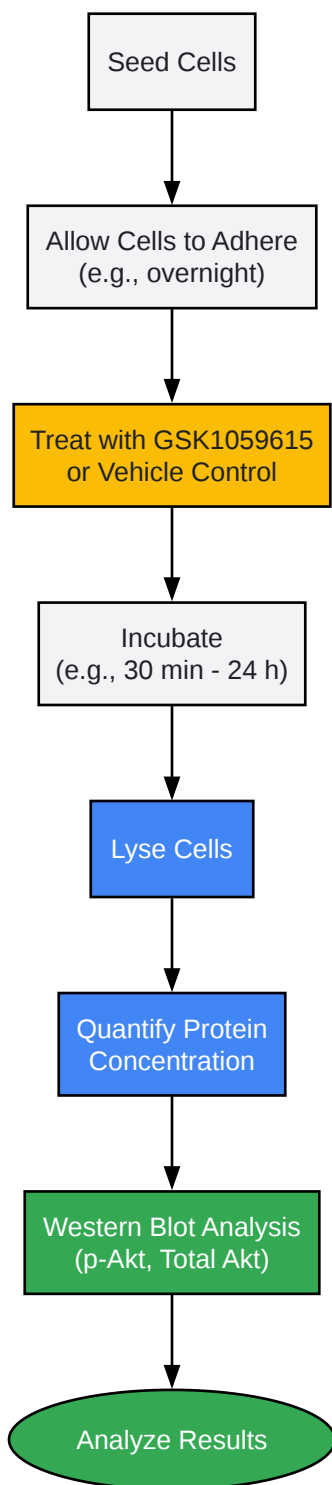 Seed Cells
Allow Cells to Adhere
(e.g., overnight)
Treat with GSK1059615
or Vehicle Control
Incubate
(e.g., 30 min - 24 h)
Lyse Cells
Quantify Protein
Concentration
Western Blot Analysis
(p-Akt, Total Akt)
Analyze Results